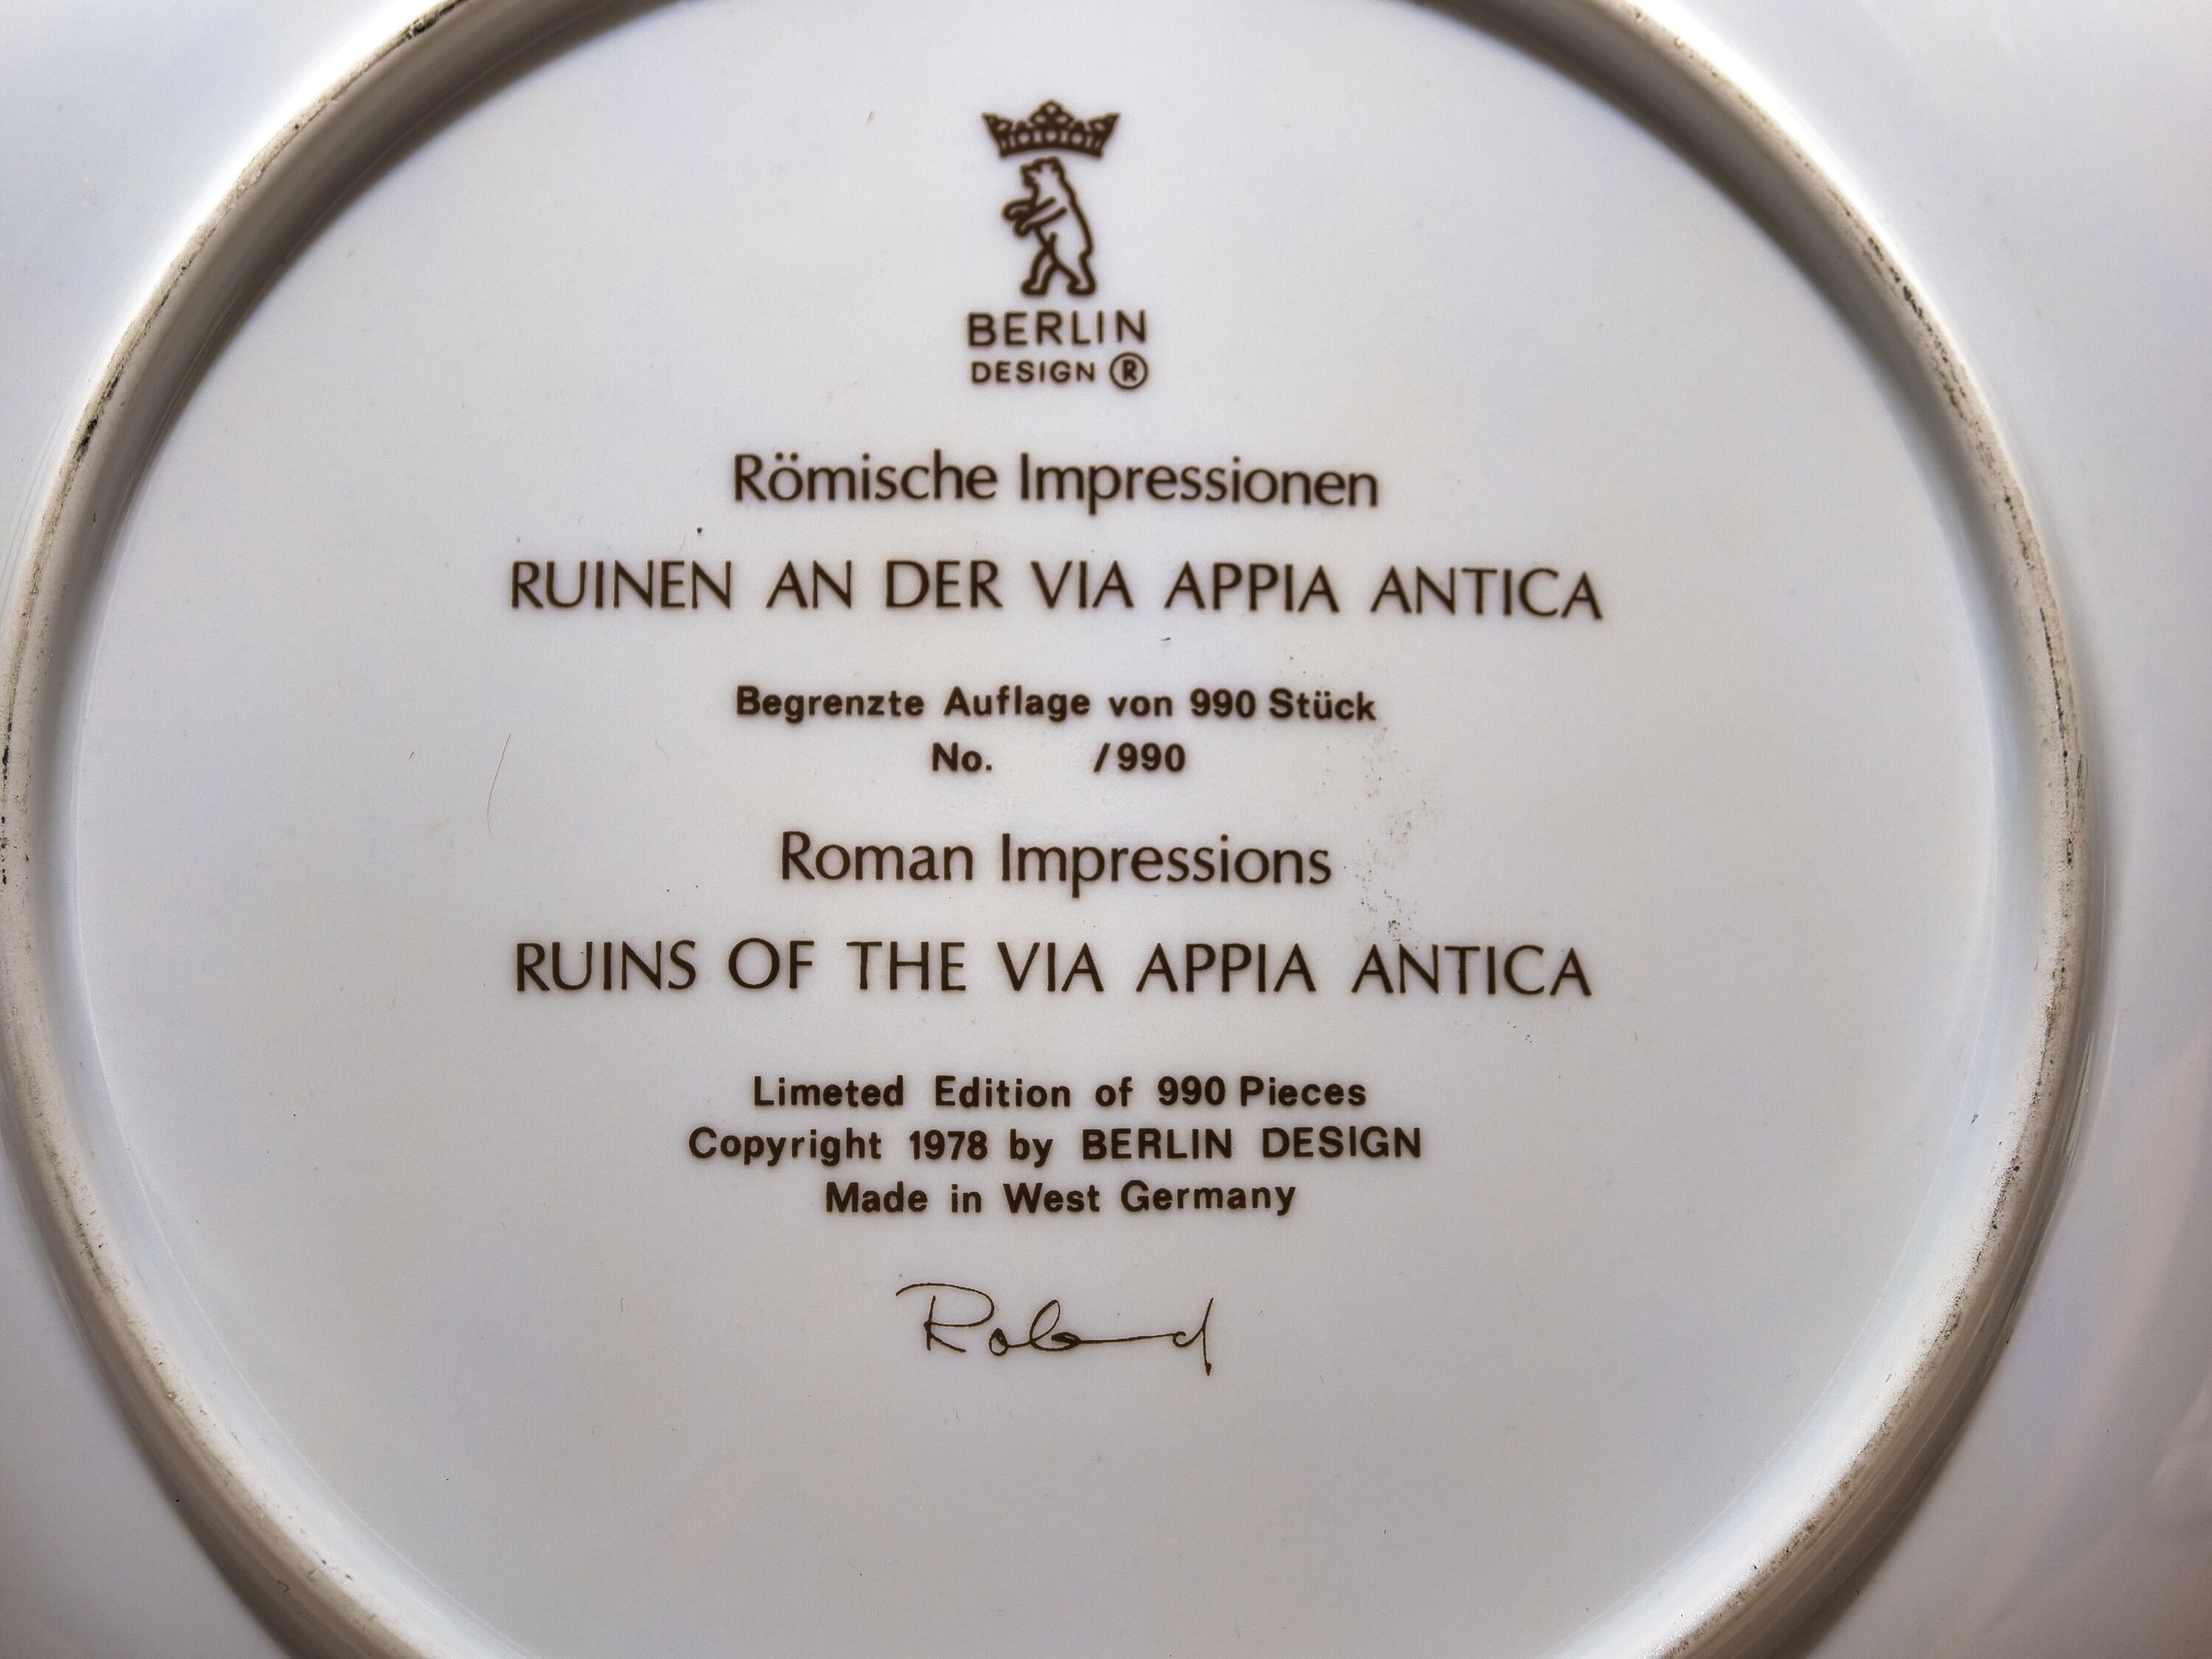 BERLIN
DESIGN ®
Römische Impressionen
RUINEN AN DER VIA APPIA ANTICA
Begrenzte Auflage von 990 Stück
No. /990
Roman Impressions
RUINS OF THE VIA APPIA ANTICA
Limeted Edition of 990 Pieces
Copyright 1978 by BERLIN DESIGN
Made in West Germany
Roland